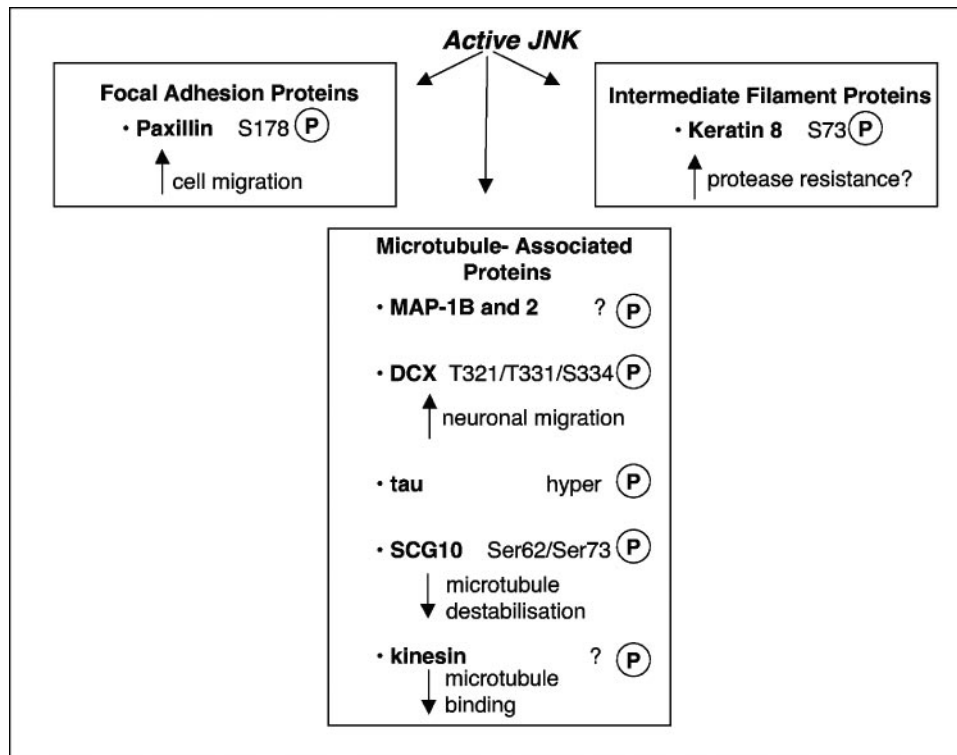 Active JNK
Focal Adhesion Proteins
• Paxillin S178 P
cell migration
Intermediate Filament Proteins
• Keratin 8 S73 P
protease resistance?
Microtubule- Associated
Proteins
• MAP-1B and 2 ? P
• DCX T321/T331/S334 P
neuronal migration
• tau hyper P
• SCG10 Ser62/Ser73 P
microtubule
destabilisation
• kinesin ? P
microtubule
binding